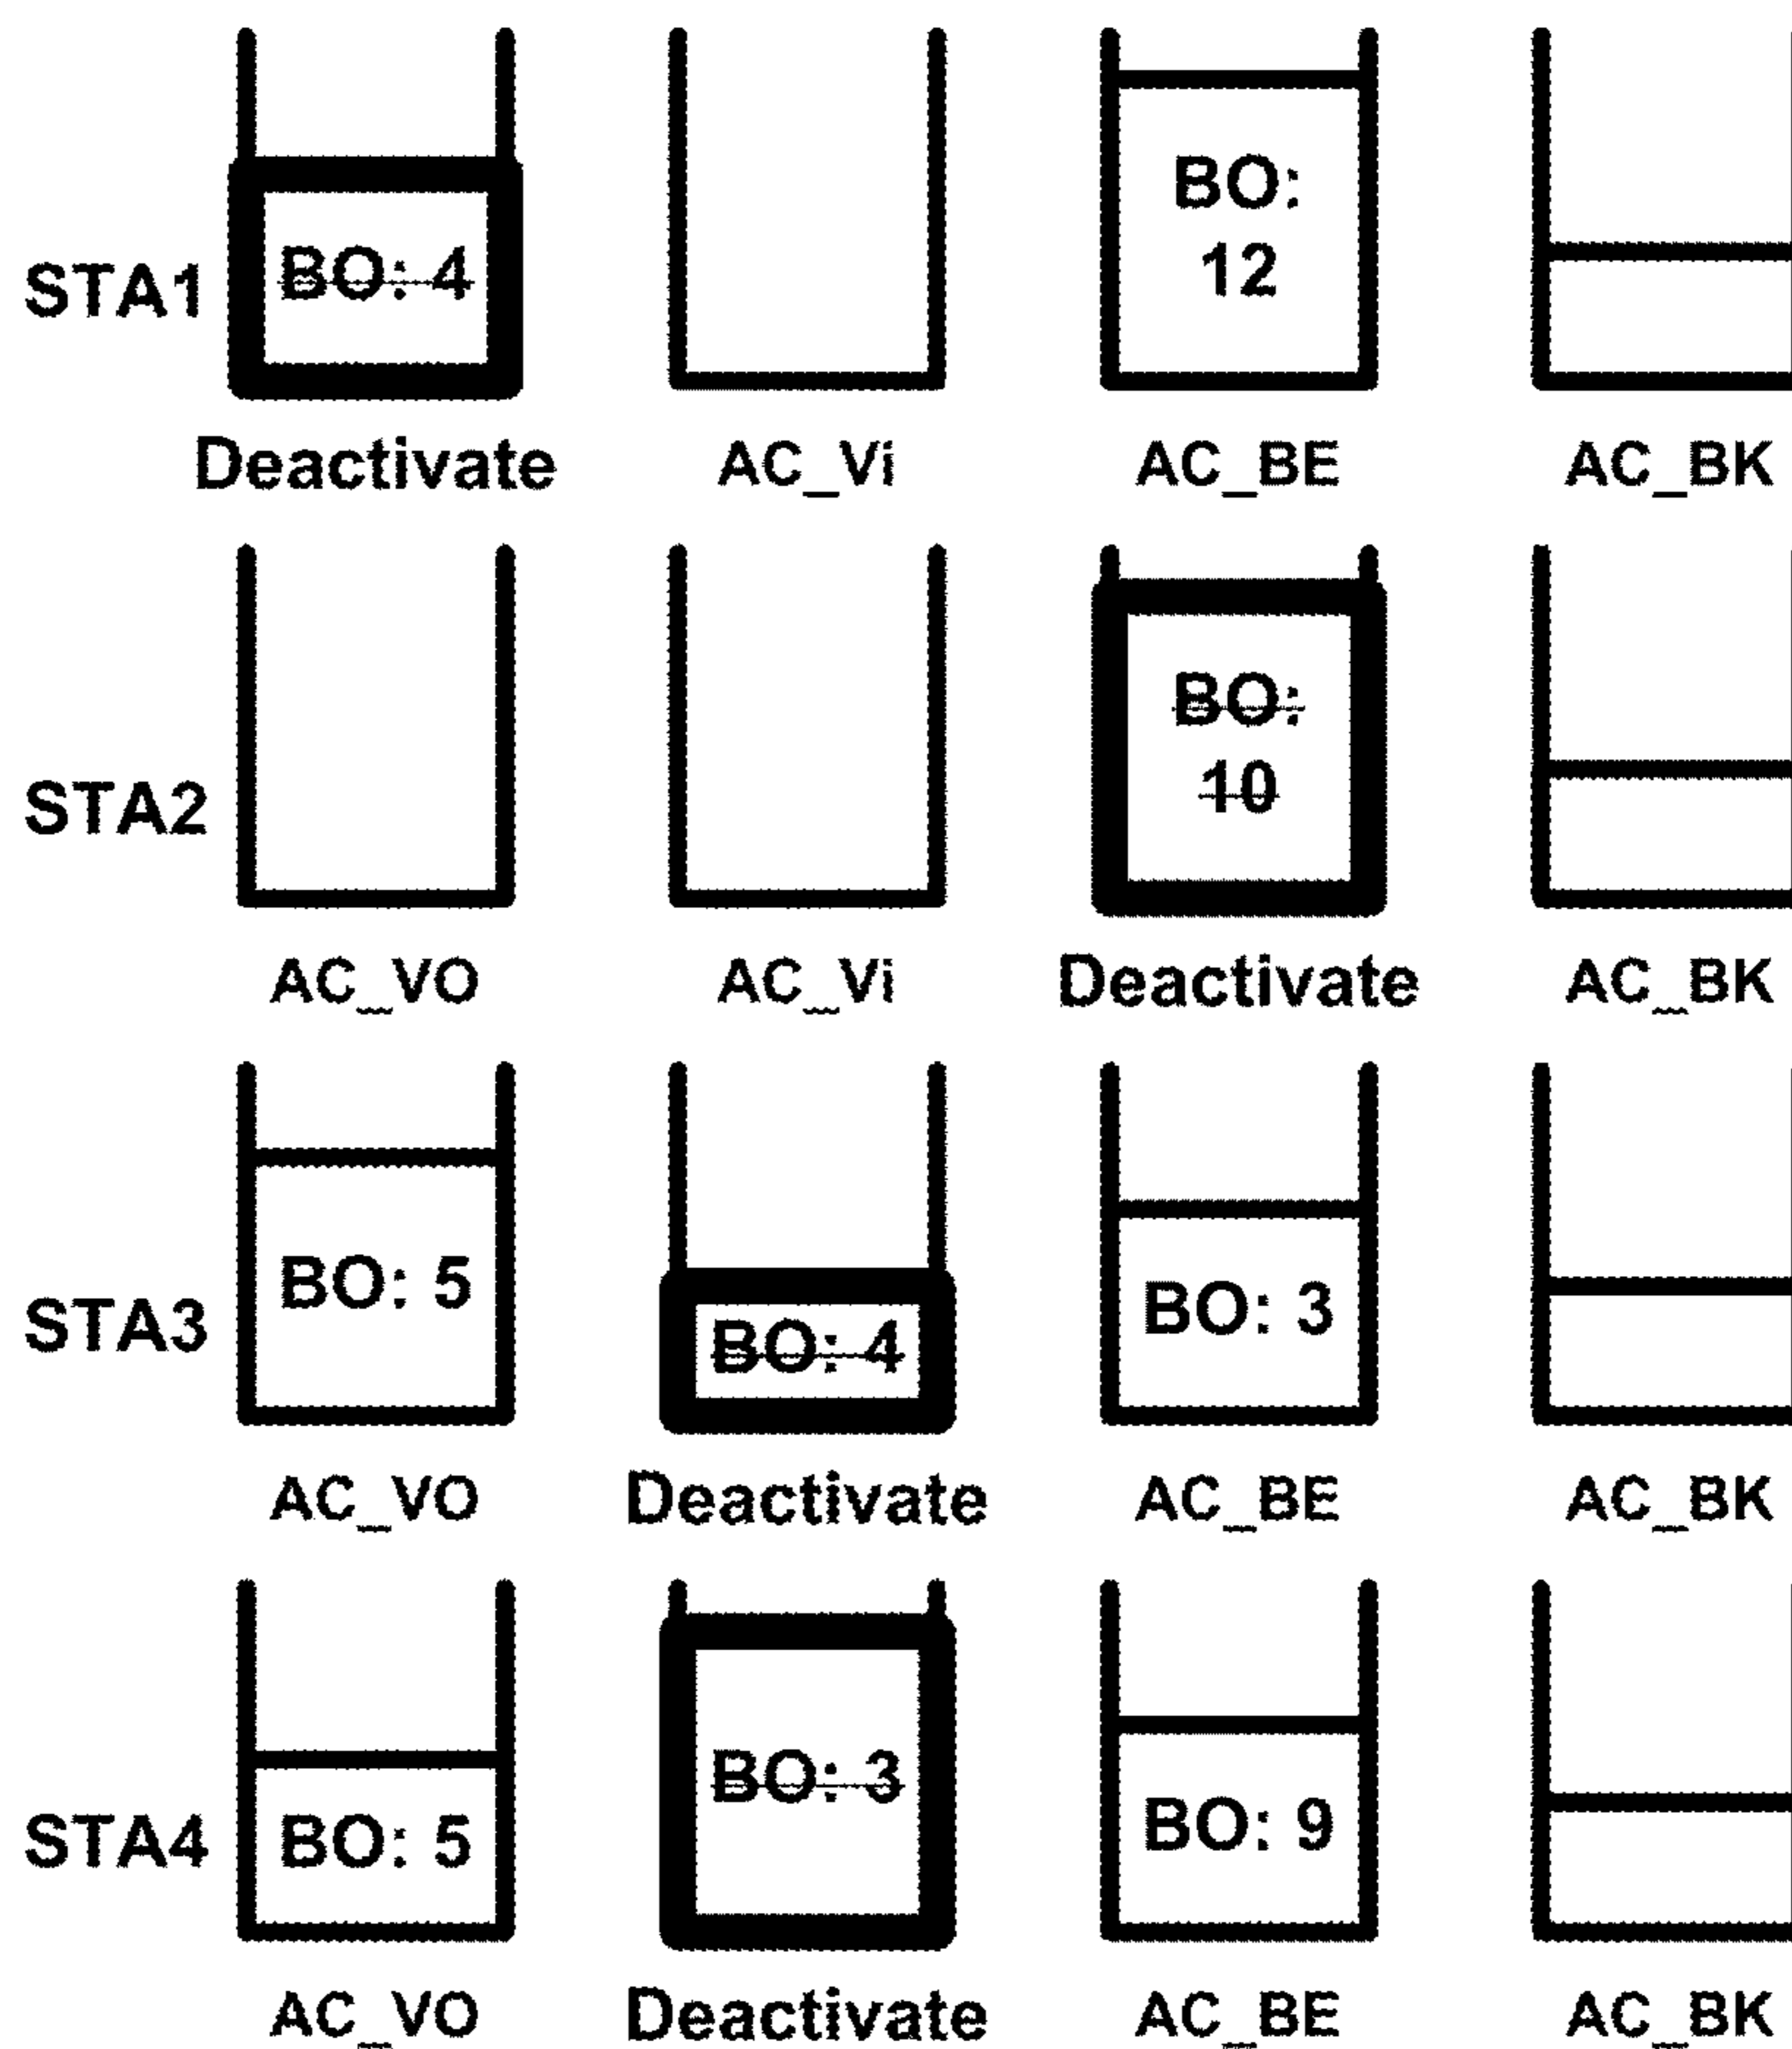 BO: 4
BO:
12
STA1
Deactivate AC_Vi AC_BE AC_BK
BO:
10
STA2
AC_VO AC_Vi Deactivate AC_BK
BO: 5 BO: 4 BO: 3
STA3
AC_VO Deactivate AC_BE AC_BK
BO: 5 BO: 3 BO: 9
STA4
AC_VO Deactivate AC_BE AC_BK